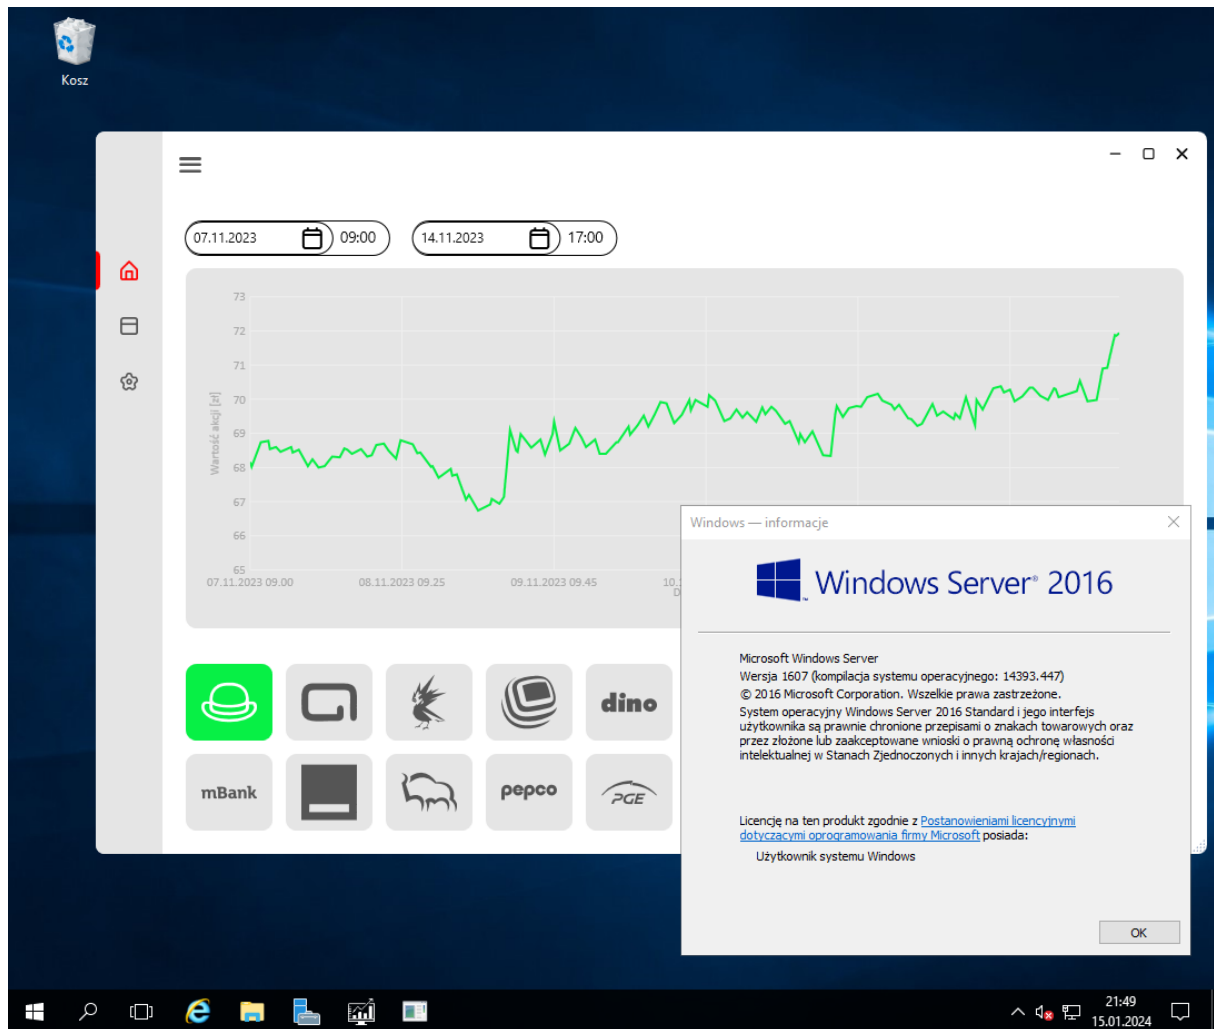 Kosz
07.11.2023
09:00
14.11.2023
17:00
73
72
71
70
69
68
67
66
65
Wartość akcji [zł]
07.11.2023 09.00
08.11.2023 09.25
09.11.2023 09.45
10.
D
dino
mBank
pepco
PGE
Windows — informacje
Windows Server® 2016
Microsoft Windows Server
Wersja 1607 (kompilacja systemu operacyjnego: 14393.447)
© 2016 Microsoft Corporation. Wszelkie prawa zastrzeżone.
System operacyjny Windows Server 2016 Standard i jego interfejs
użytkownika są prawnie chronione przepisami o znakach towarowych oraz
przez złożone lub zaakceptowane wnioski o prawną ochronę własności
intelektualnej w Stanach Zjednoczonych i innych krajach/regionach.
Licencję na ten produkt zgodnie z Postanowieniami licencyjnymi
dotyczącymi oprogramowania firmy Microsoft posiada:
Użytkownik systemu Windows
OK
21:49
15.01.2024